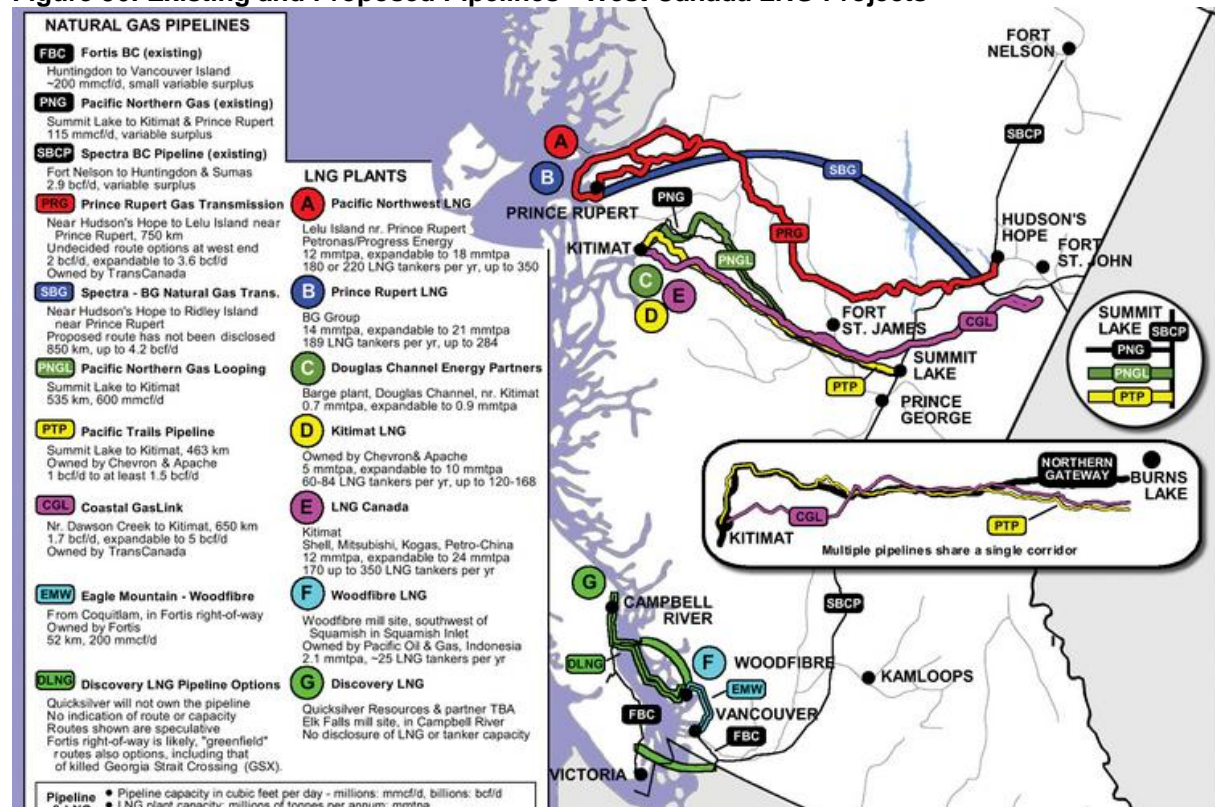 Figure 30: Existing and Proposed Pipelines - West Canada LNG Projects
NATURAL GAS PIPELINES
FBC Fortis BC (existing)
Huntingdon to Vancouver Island
~200 mmcf/d, small variable surplus
PNG Pacific Northern Gas (existing)
Summit Lake to Kitimat & Prince Rupert
115 mmcf/d, variable surplus
SBCP Spectra BC Pipeline (existing)
Fort Nelson to Huntingdon & Sumas
2.9 bcf/d, variable surplus
PRG Prince Rupert Gas Transmission
Near Hudson's Hope to Lelu Island near
Prince Rupert, 750 km
Undecided route options at west end
2 bcf/d, expandable to 3.6 bcf/d
Owned by TransCanada
SBG Spectra - BG Natural Gas Trans.
Near Hudson's Hope to Ridley Island
near Prince Rupert
Proposed route has not been disclosed
850 km, up to 4.2 bcf/d
PNGL Pacific Northern Gas Looping
Summit Lake to Kitimat
535 km, 600 mmcf/d
PTP Pacific Trails Pipeline
Summit Lake to Kitimat, 463 km
Owned by Chevron & Apache
1 bcf/d to at least 1.5 bcf/d
CGL Coastal GasLink
Nr. Dawson Creek to Kitimat, 650 km
1.7 bcf/d, expandable to 5 bcf/d
Owned by TransCanada
EMW Eagle Mountain - Woodfibre
From Coquitlam, in Fortis right-of-way
Owned by Fortis
52 km, 200 mmcf/d
DLNG Discovery LNG Pipeline Options
Quicksilver will not own the pipeline
No indication of route or capacity
Routes shown are speculative
Fortis right-of-way is likely, "greenfield"
routes also options, including that
of killed Georgia Strait Crossing (GSX).
LNG PLANTS
A Pacific Northwest LNG
Lelu Island nr. Prince Rupert
Petronas/Progress Energy
12 mmtpa, expandable to 18 mmtpa
180 or 220 LNG tankers per yr, up to 350
B Prince Rupert LNG
BG Group
14 mmtpa, expandable to 21 mmtpa
189 LNG tankers per yr, up to 284
C Douglas Channel Energy Partners
Barge plant, Douglas Channel, nr. Kitimat
0.7 mmtpa, expandable to 0.9 mmtpa
D Kitimat LNG
Owned by Chevron& Apache
5 mmtpa, expandable to 10 mmtpa
60-84 LNG tankers per yr, up to 120-168
E LNG Canada
Kitimat
Shell, Mitsubishi, Kogas, Petro-China
12 mmtpa, expandable to 24 mmtpa
170 up to 350 LNG tankers per yr
F Woodfibre LNG
Woodfibre mill site, southwest of
Squamish in Squamish Inlet
Owned by Pacific Oil & Gas, Indonesia
2.1 mmtpa, ~25 LNG tankers per yr
G Discovery LNG
Quicksilver Resources & partner TBA
Elk Falls mill site, in Campbell River
No disclosure of LNG or tanker capacity
Pipeline
• Pipeline capacity in cubic feet per day - millions: mmcf/d, billions: bcf/d
• LNG plant capacity: millions of tonnes per annum: mmtpa
FORT
NELSON
SBCP
A
B
SBG
PRINCE RUPERT
PNG
PRG
HUDSON'S
HOPE
KITIMAT
PNGL
FORT
ST. JOHN
C
E
D
FORT
ST. JAMES
CGL
SUMMIT
LAKE
PTP
PRINCE
GEORGE
SUMMIT
LAKE
SBCP
PNG
PNGL
PTP
NORTHERN
GATEWAY
BURNS
LAKE
CGL
PTP
KITIMAT
Multiple pipelines share a single corridor
G
CAMPBELL
RIVER
SBCP
DLNG
F
WOODFIBRE
KAMLOOPS
EMW
FBC
VANCOUVER
FBC
VICTORIA